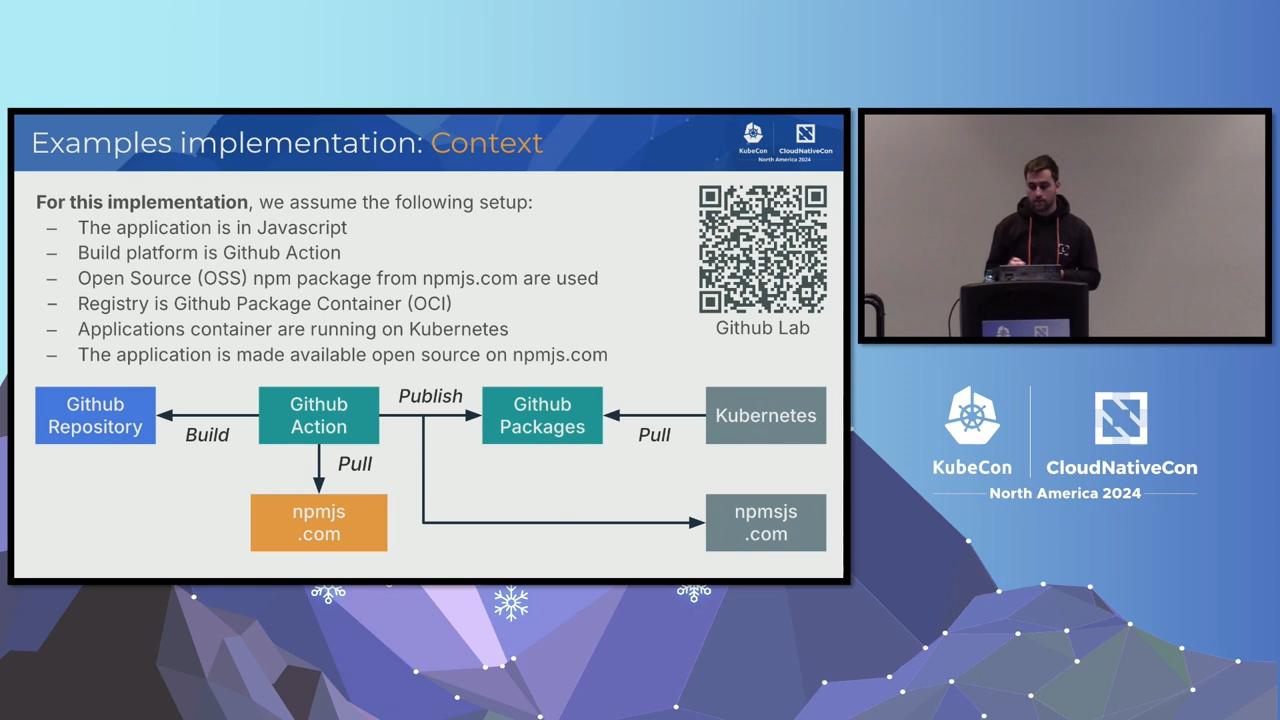 Examples implementation: Context
KubeCon
CloudNativeCon
North America 2024
For this implementation, we assume the following setup:
– The application is in Javascript
– Build platform is Github Action
– Open Source (OSS) npm package from npmjs.com are used
– Registry is Github Package Container (OCI)
– Applications container are running on Kubernetes
– The application is made available open source on npmjs.com
Github Lab
Github
Repository
Build
Github
Action
Publish
Github
Packages
Pull
Kubernetes
Pull
npmjs
.com
npmsjs
.com
KubeCon
CloudNativeCon
North America 2024